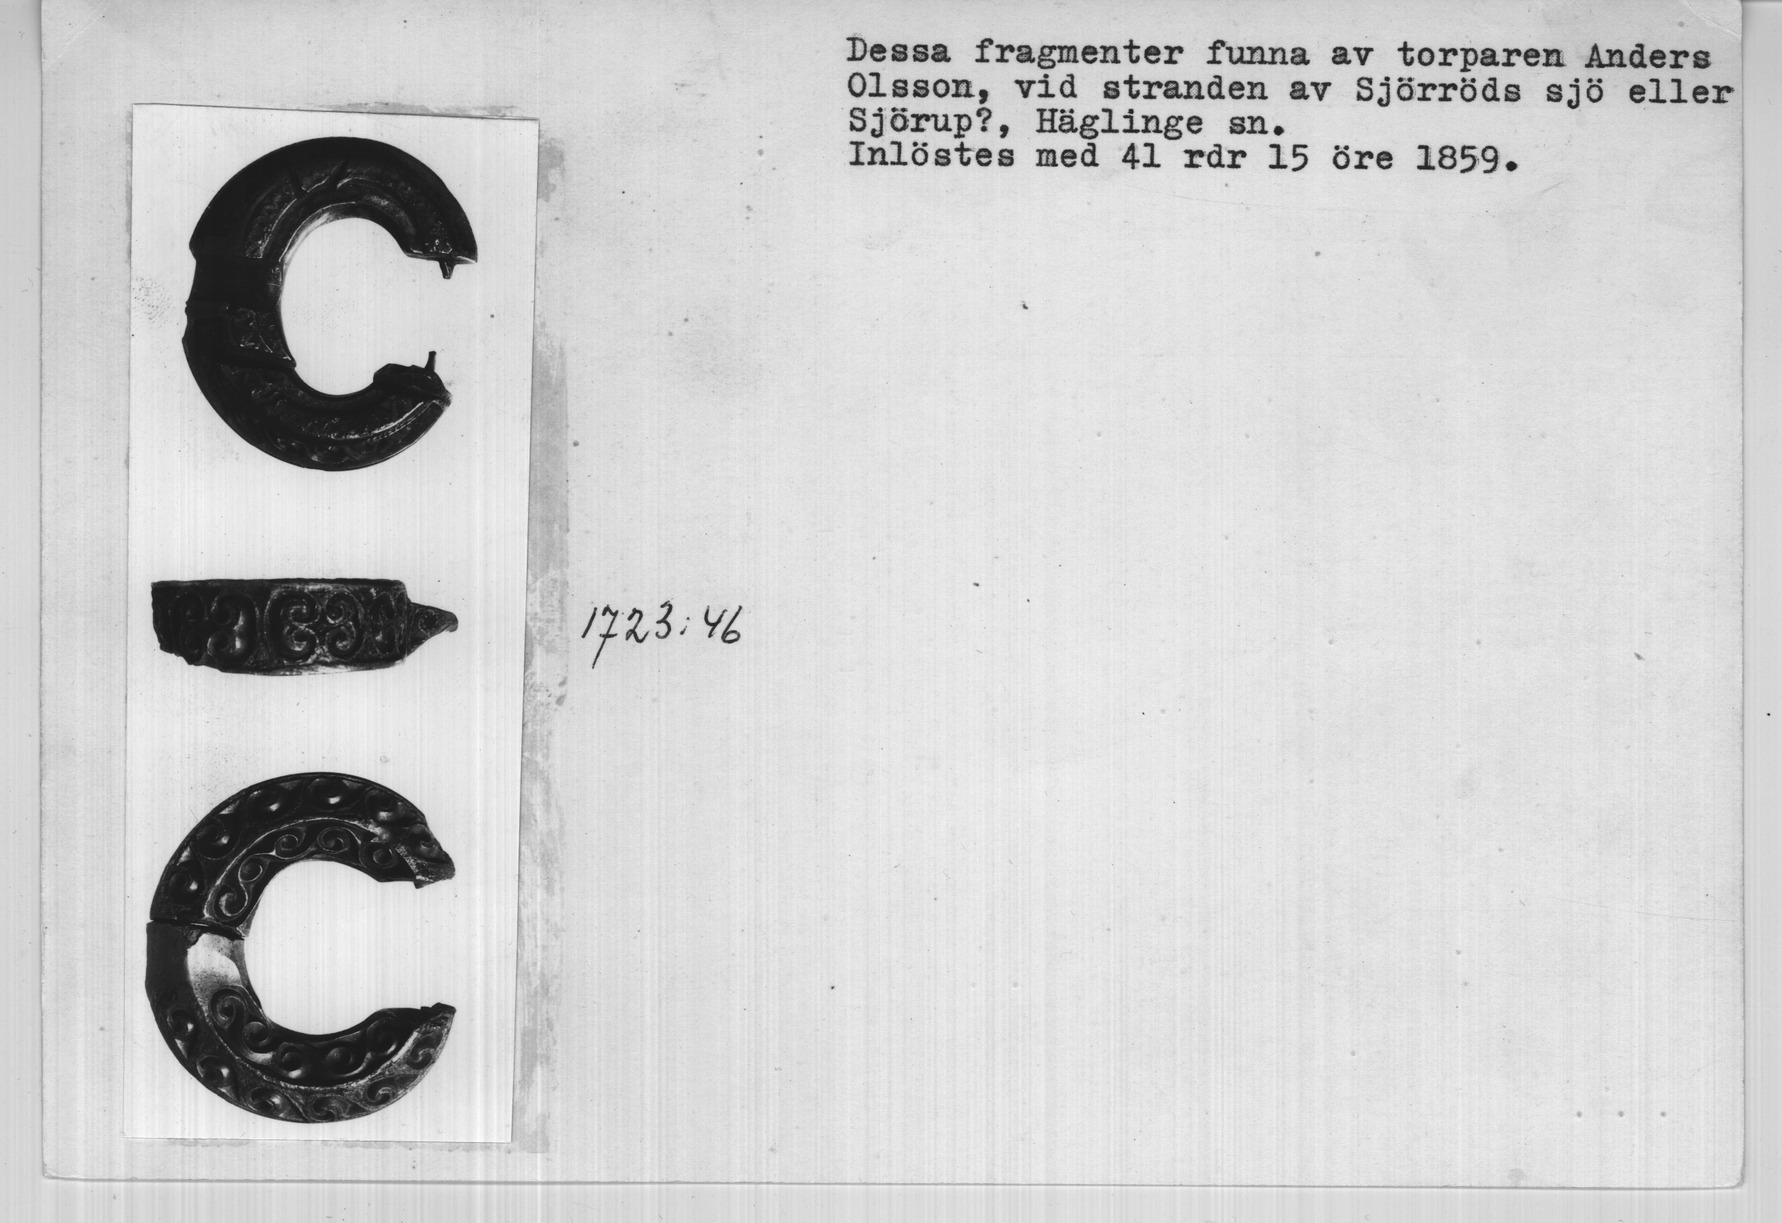 Dessa fragmenter funna av torparen Anders
Olsson, vid stranden av Sjörröds sjö eller
Sjörup?, Häglinge sn.
Inlöstes med 41 rdr 15 öre 1859.
1723:46